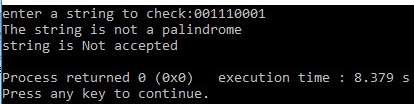 enter a string to check:001110001
The string is not a palindrome
string is Not accepted
Process returned 0 (0x0)   execution time : 8.379 s
Press any key to continue.